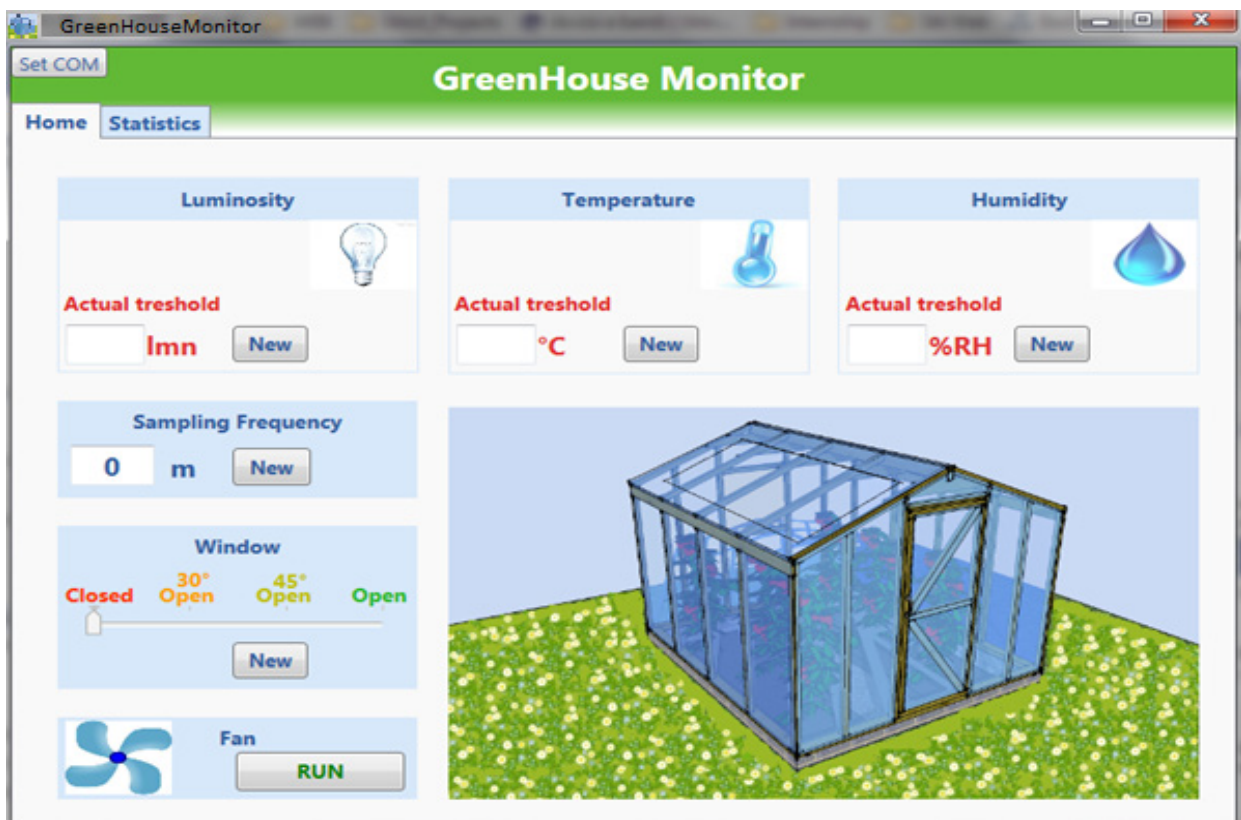 GreenHouseMonitor
Set COM
GreenHouse Monitor
Home Statistics
Luminosity
Actual treshold
lmn New
Temperature
Actual treshold
°C New
Humidity
Actual treshold
%RH New
Sampling Frequency
0 m New
Window
Closed 30° Open 45° Open Open
New
Fan
RUN